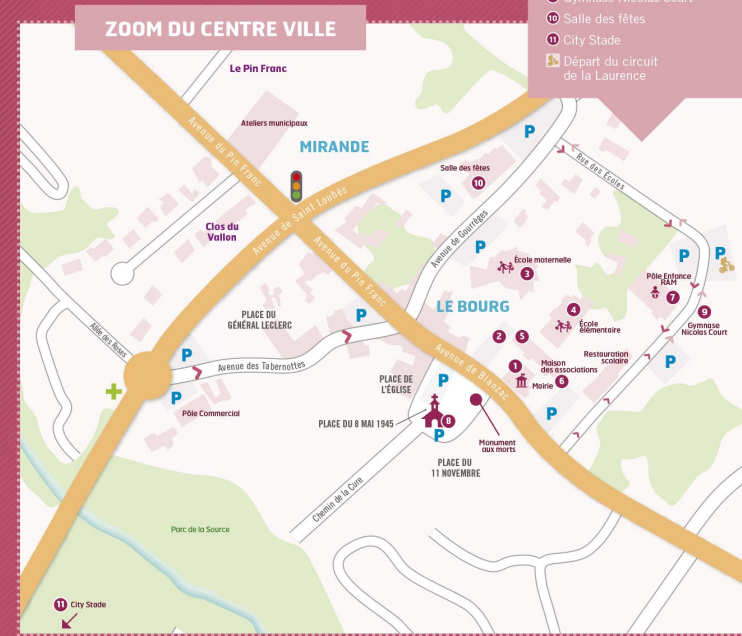 ZOOM DU CENTRE VILLE
Gymnase Nicolas Court
10 Salle des fêtes
11 City Stade
Départ du circuit
de la Laurence
Le Pin Franc
Ateliers municipaux
MIRANDE
Avenue du Pin Franc
Avenue de Saint Loubès
Clos du
Vallon
P
Salle des fêtes
10
P
Rue des Écoles
Avenue de Gourrèges
P
École maternelle
3
P
P
Pôle Enfance
RAM
7
9
Gymnase
Nicolas Court
Avenue du Pin Franc
LE BOURG
4
École
élémentaire
2
5
PLACE DU
GÉNÉRAL LECLERC
P
Allée des Roses
P
Avenue des Tabernottes
Avenue de Blanzac
1
Maison
des associations
Mairie
6
Restauration
scolaire
P
P
Pôle Commercial
PLACE DE
L'ÉGLISE
P
PLACE DU 8 MAI 1945
8
P
P
Monument
aux morts
PLACE DU
11 NOVEMBRE
Chemin de la Cure
Parc de la Source
11 City Stade